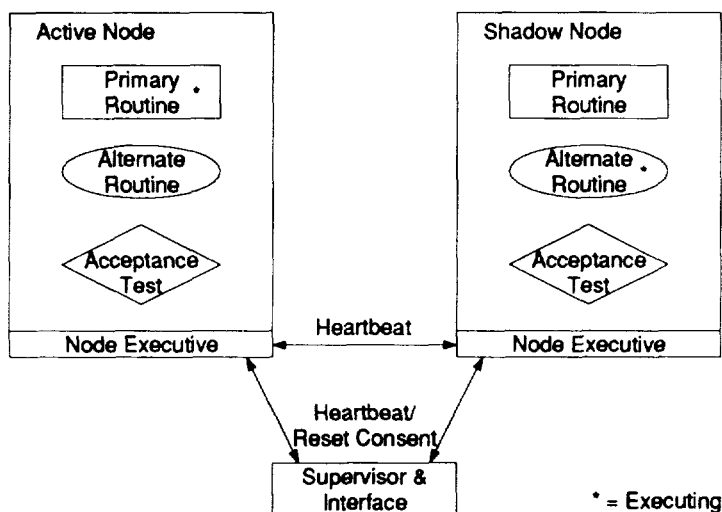 Active Node
Primary
Routine *
Alternate
Routine
Acceptance
Test
Node Executive
Shadow Node
Primary
Routine
Alternate
Routine *
Acceptance
Test
Node Executive
Heartbeat
Heartbeat/
Reset Consent
Supervisor &
Interface
* = Executing